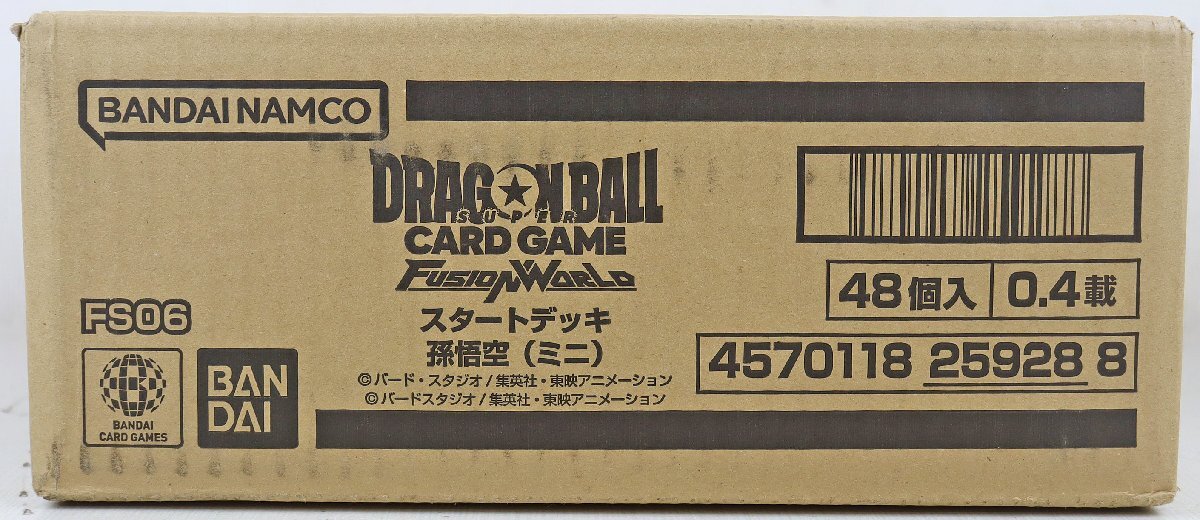 BANDAI NAMCO
DRAGON BALL
SUPER
CARD GAME
FUSION WORLD
スタートデッキ
孫悟空（ミニ）
©バード・スタジオ / 集英社・東映アニメーション
©バードスタジオ / 集英社・東映アニメーション
48個入 0.4載
4570118 25928 8
FS06
BANDAI
CARD GAMES
BAN
DAI